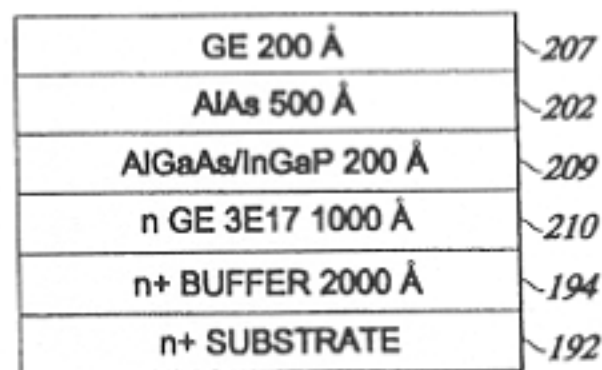 GE 200 Å 207
AlAs 500 Å 202
AlGaAs/InGaP 200 Å 209
n GE 3E17 1000 Å 210
n+ BUFFER 2000 Å 194
n+ SUBSTRATE 192